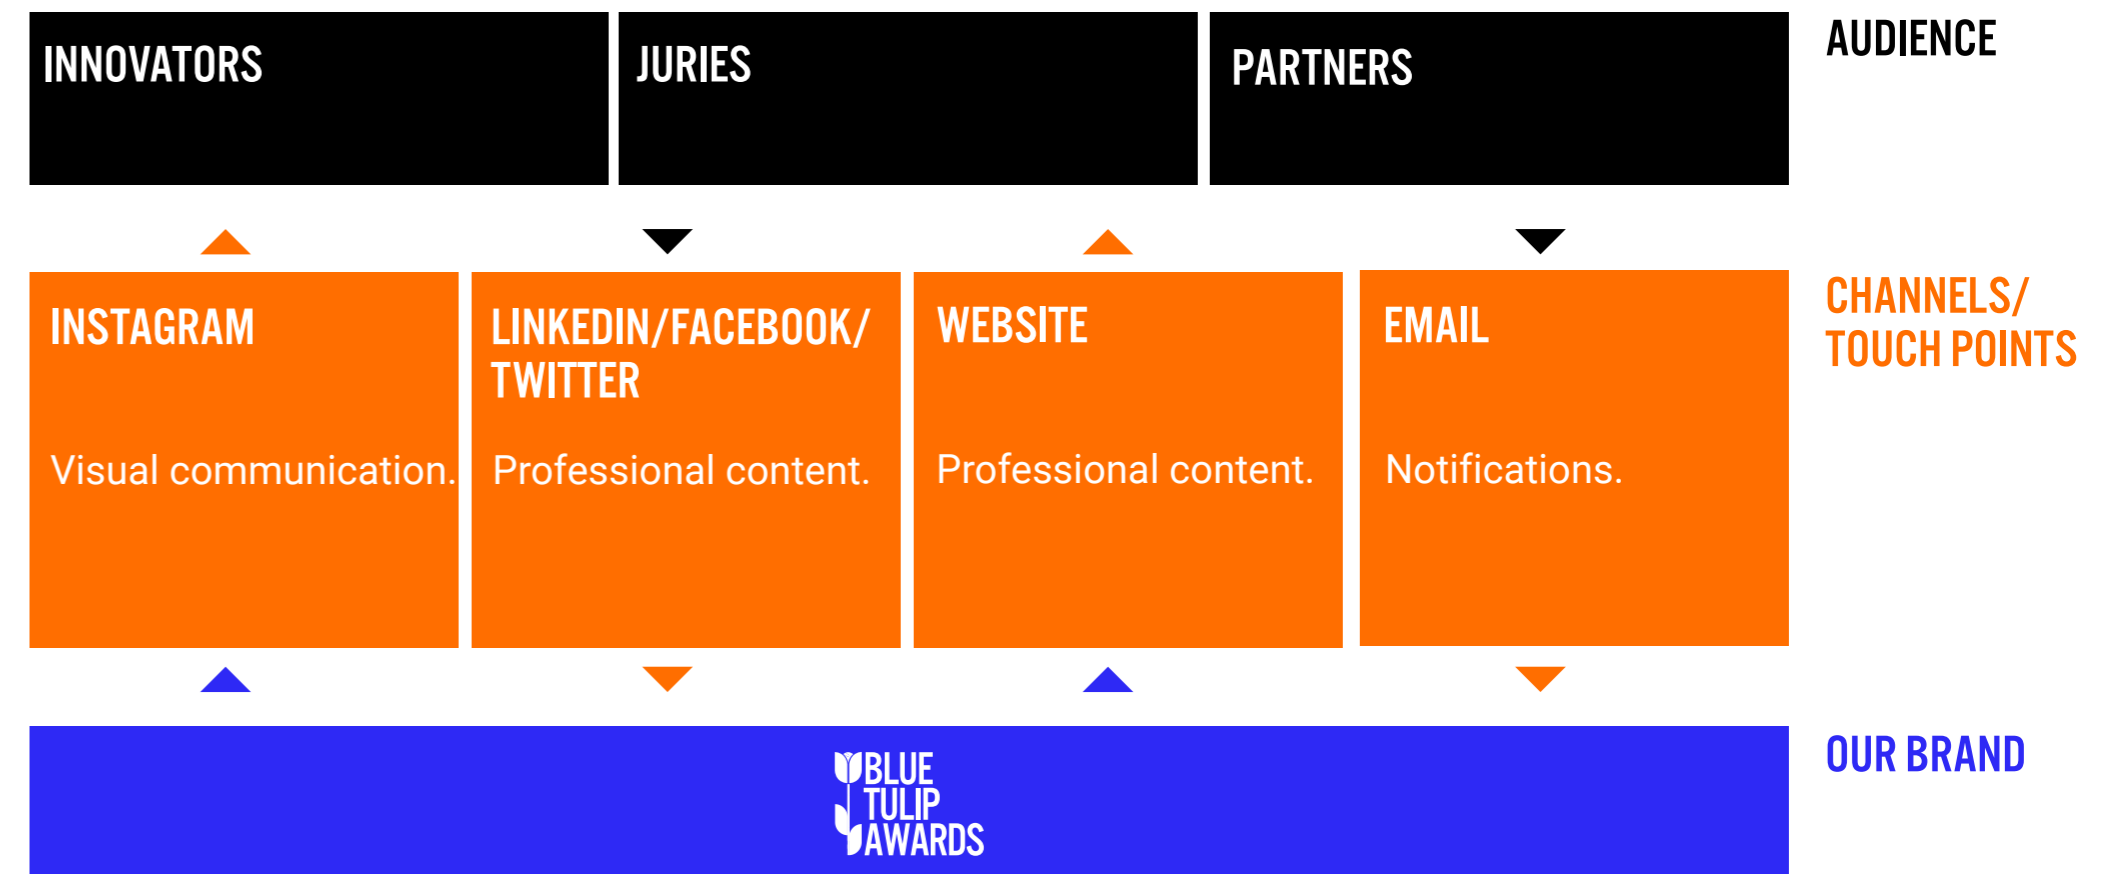 INNOVATORS
JURIES
PARTNERS
AUDIENCE
INSTAGRAM
Visual communication.
LINKEDIN/FACEBOOK/
TWITTER
Professional content.
WEBSITE
Professional content.
EMAIL
Notifications.
CHANNELS/
TOUCH POINTS
BLUE
TULIP
AWARDS
OUR BRAND